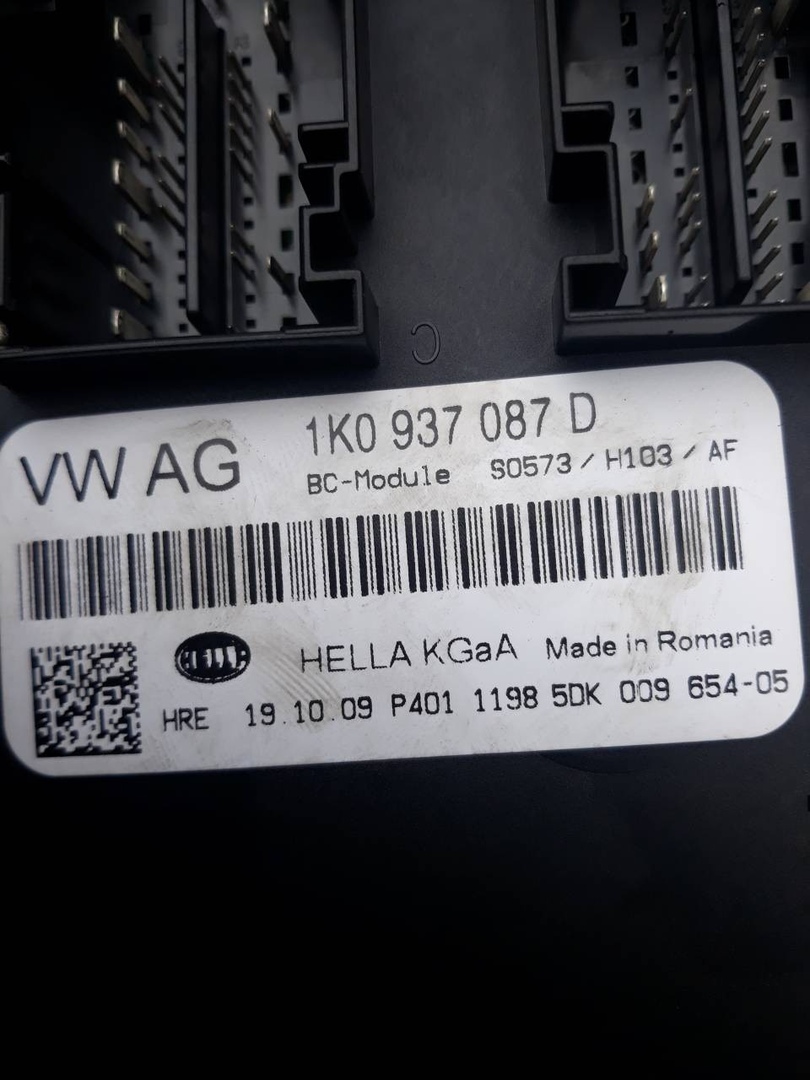 C
VW AG
1K0 937 087 D
BC-Module S0573 / H103 / AF
HELLA
HELLA KGaA Made in Romania
HRE 19.10.09 P401 1198 5DK 009 654-05